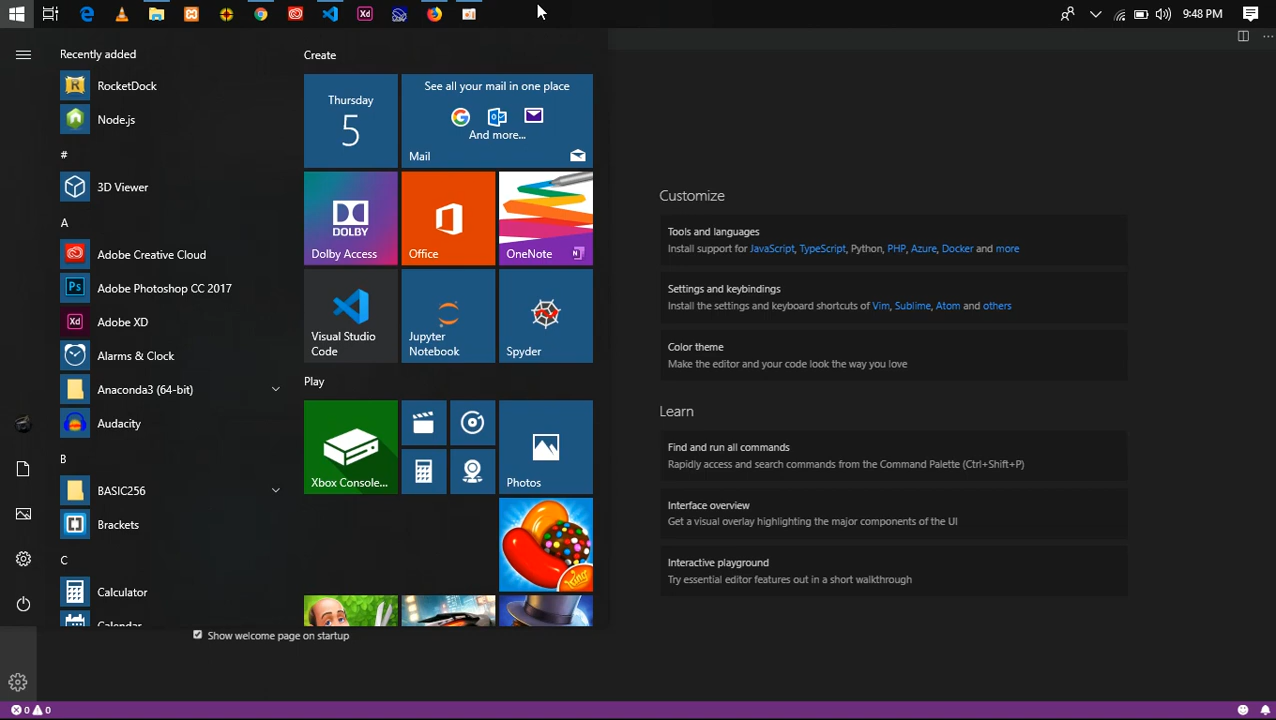 Xd
9:48 PM
Recently added
RocketDock
Node.js
#
3D Viewer
A
Adobe Creative Cloud
Ps
Adobe Photoshop CC 2017
Xd
Adobe XD
Alarms & Clock
Anaconda3 (64-bit)
Audacity
B
BASIC256
Brackets
C
Calculator
Calendar
Create
Thursday
5
See all your mail in one place
And more...
Mail
DOLBY
Dolby Access
Office
OneNote
Visual Studio
Code
Jupyter
Notebook
Spyder
Play
Xbox Console...
Photos
King
Customize
Tools and languages
Install support for JavaScript, TypeScript, Python, PHP, Azure, Docker and more
Settings and keybindings
Install the settings and keyboard shortcuts of Vim, Sublime, Atom and others
Color theme
Make the editor and your code look the way you love
Learn
Find and run all commands
Rapidly access and search commands from the Command Palette (Ctrl+Shift+P)
Interface overview
Get a visual overlay highlighting the major components of the UI
Interactive playground
Try essential editor features out in a short walkthrough
Show welcome page on startup
0 0